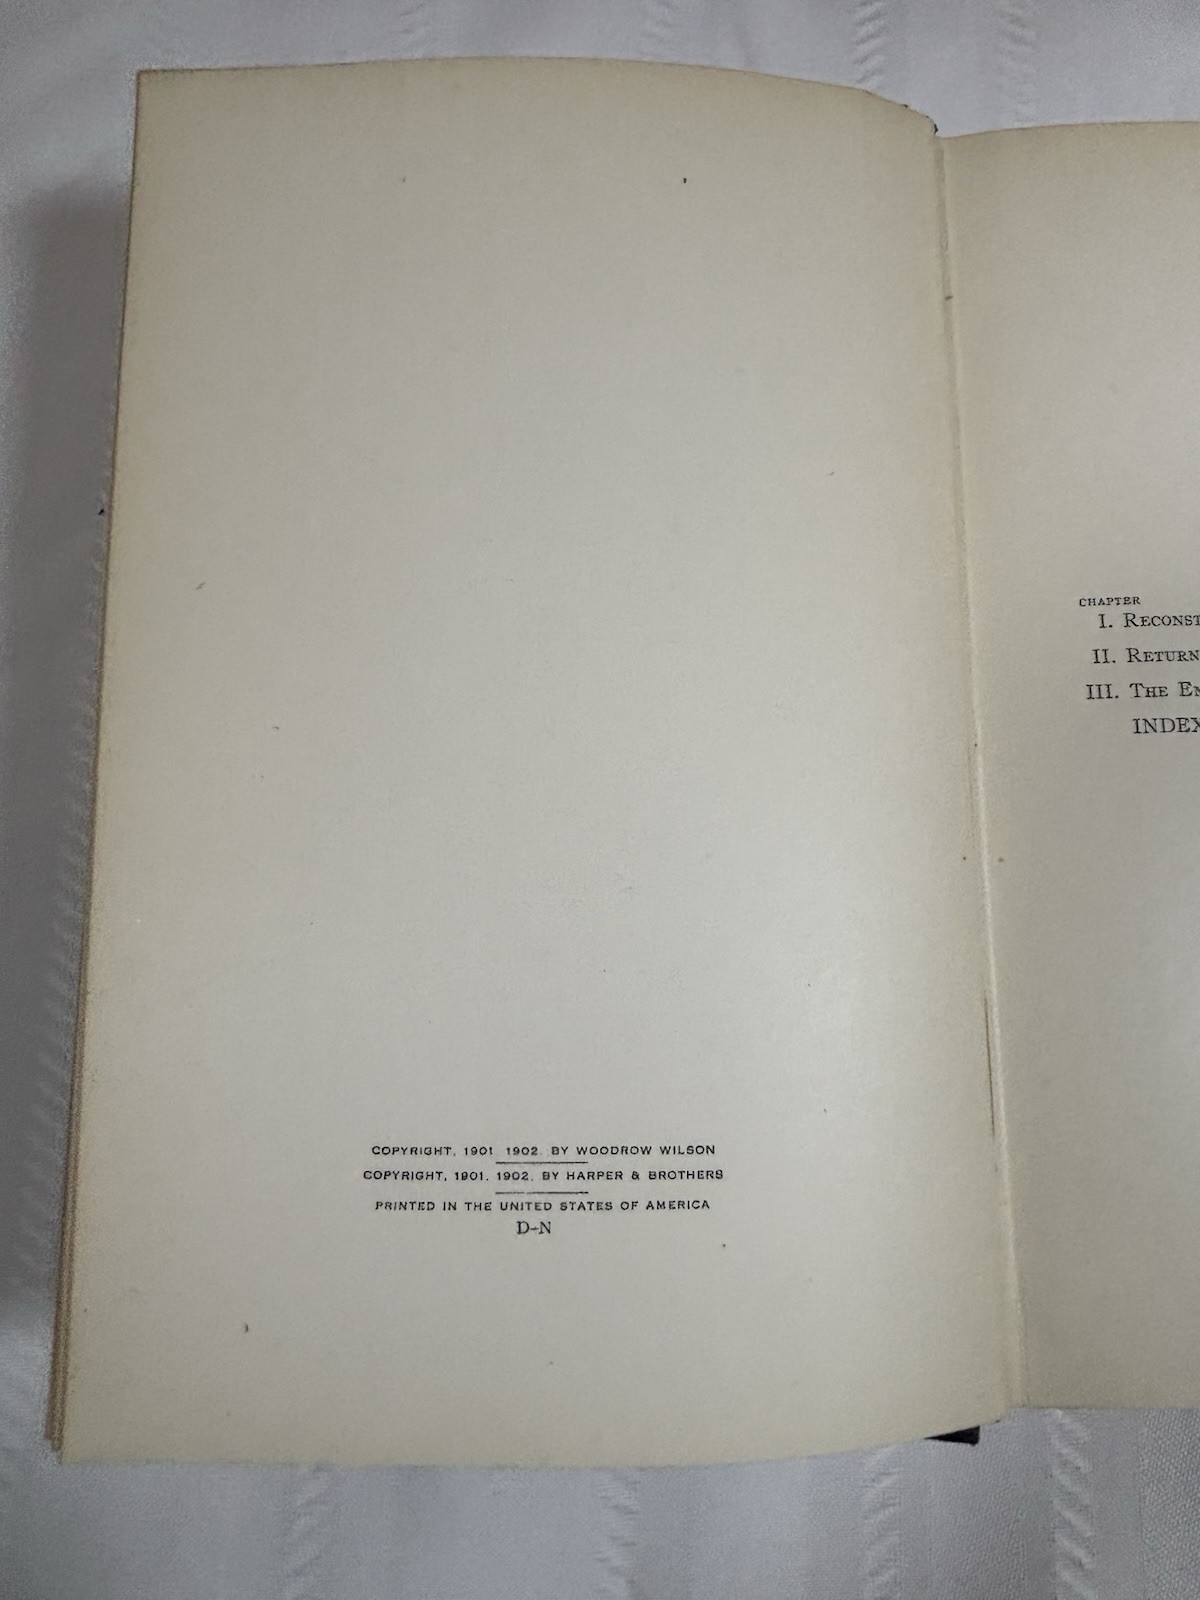 COPYRIGHT, 1901 1902. BY WOODROW WILSON
COPYRIGHT, 1901. 1902. BY HARPER & BROTHERS
PRINTED IN THE UNITED STATES OF AMERICA
D-N
CHAPTER
I. RECONST
II. RETURN
III. THE EN
INDEX